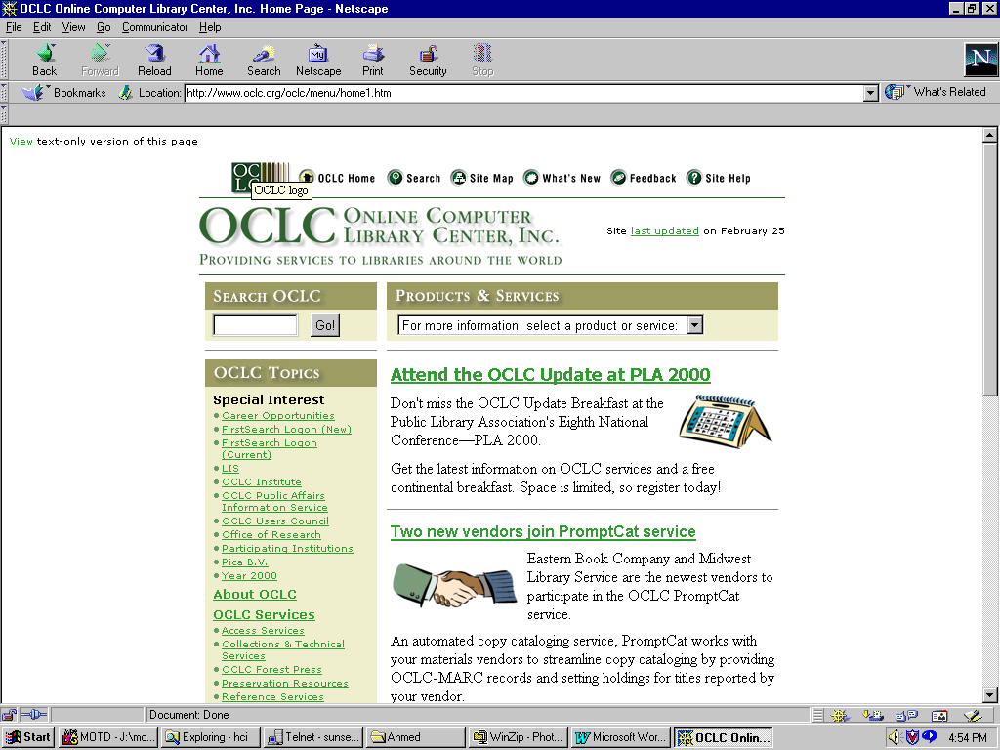 OCLC Online Computer Library Center, Inc. Home Page - Netscape
File Edit View Go Communicator Help
My
N
Back Forward Reload Home Search Netscape Print Security Stop
Bookmarks Location: http://www.oclc.org/oclc/menu/home1.htm What's Related
View text-only version of this page
OC
LC
OCLC Home Search Site Map What's New Feedback Site Help
OCLC logo
OCLC Online Computer
Library Center, Inc.
Site last updated on February 25
Providing services to libraries around the world
Search OCLC
Products & Services
Go!
For more information, select a product or service:
OCLC Topics
Special Interest
Career Opportunities
FirstSearch Logon (New)
FirstSearch Logon
(Current)
LIS
OCLC Institute
OCLC Public Affairs
Information Service
OCLC Users Council
Office of Research
Participating Institutions
Pica B.V.
Year 2000
About OCLC
OCLC Services
Access Services
Collections & Technical
Services
OCLC Forest Press
Preservation Resources
Reference Services
Attend the OCLC Update at PLA 2000
Don't miss the OCLC Update Breakfast at the
Public Library Association's Eighth National
Conference—PLA 2000.
Get the latest information on OCLC services and a free
continental breakfast. Space is limited, so register today!
Two new vendors join PromptCat service
Eastern Book Company and Midwest
Library Service are the newest vendors to
participate in the OCLC PromptCat
service.
An automated copy cataloging service, PromptCat works with
your materials vendors to streamline copy cataloging by providing
OCLC-MARC records and setting holdings for titles reported by
your vendor.
Document: Done
Start MOTD - J:\mo... Exploring - hci Telnet - sunse... Ahmed WinZip - Phot... Microsoft Wor... OCLC Onlin... 4:54 PM